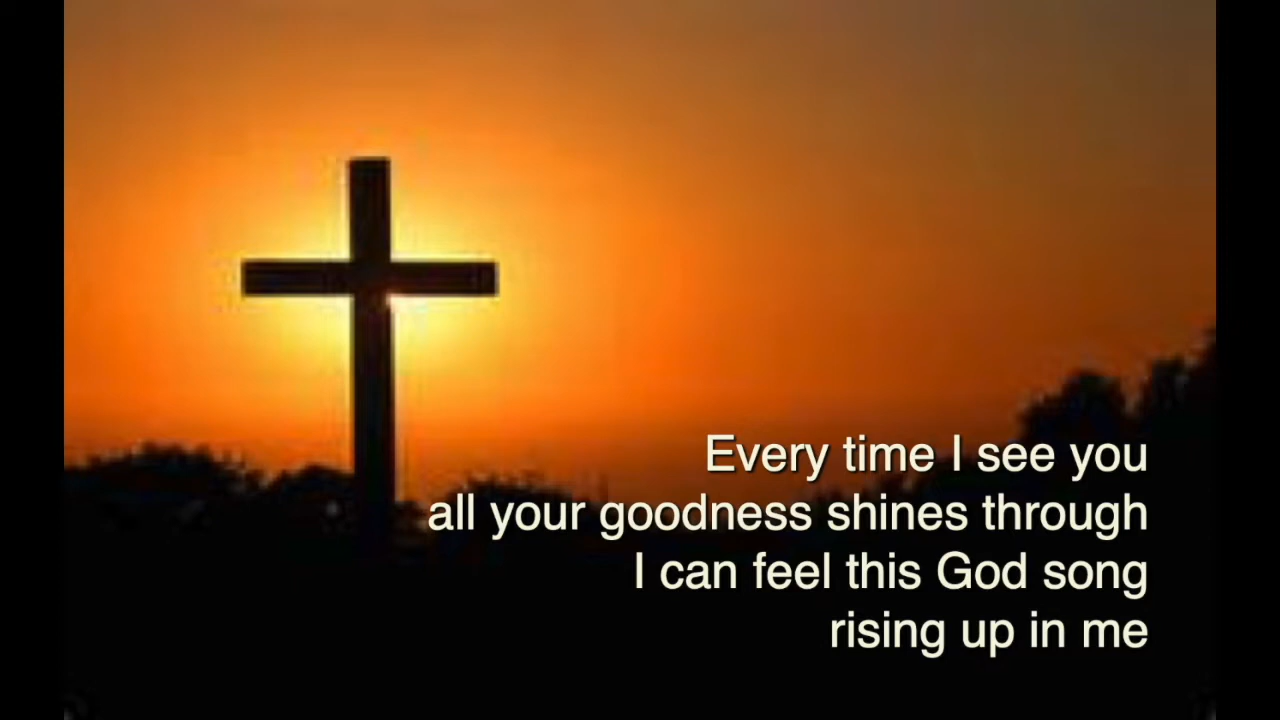 Every time I see you
all your goodness shines through
I can feel this God song
rising up in me